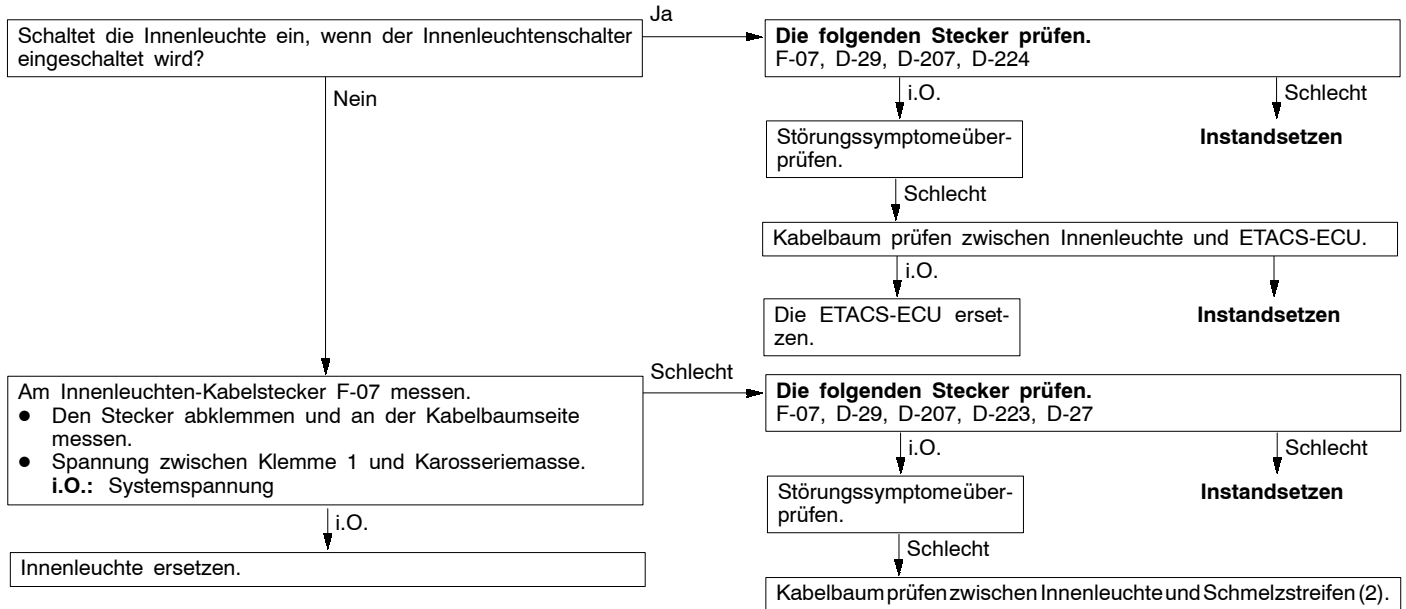 Schaltet die Innenleuchte ein, wenn der Innenleuchtenschalter
eingeschaltet wird?
Ja
Die folgenden Stecker prüfen.
F-07, D-29, D-207, D-224
Nein
i.O.
Schlecht
Störungssymptomeüber-
prüfen.
Instandsetzen
Schlecht
Kabelbaum prüfen zwischen Innenleuchte und ETACS-ECU.
i.O.
Die ETACS-ECU erset-
zen.
Instandsetzen
Am Innenleuchten-Kabelstecker F-07 messen.
● Den Stecker abklemmen und an der Kabelbaumseite
messen.
● Spannung zwischen Klemme 1 und Karosseriemasse.
i.O.: Systemspannung
Schlecht
Die folgenden Stecker prüfen.
F-07, D-29, D-207, D-223, D-27
i.O.
Schlecht
Störungssymptomeüber-
prüfen.
Instandsetzen
i.O.
Innenleuchte ersetzen.
Schlecht
Kabelbaumprüfenzwischen InnenleuchteundSchmelzstreifen(2).